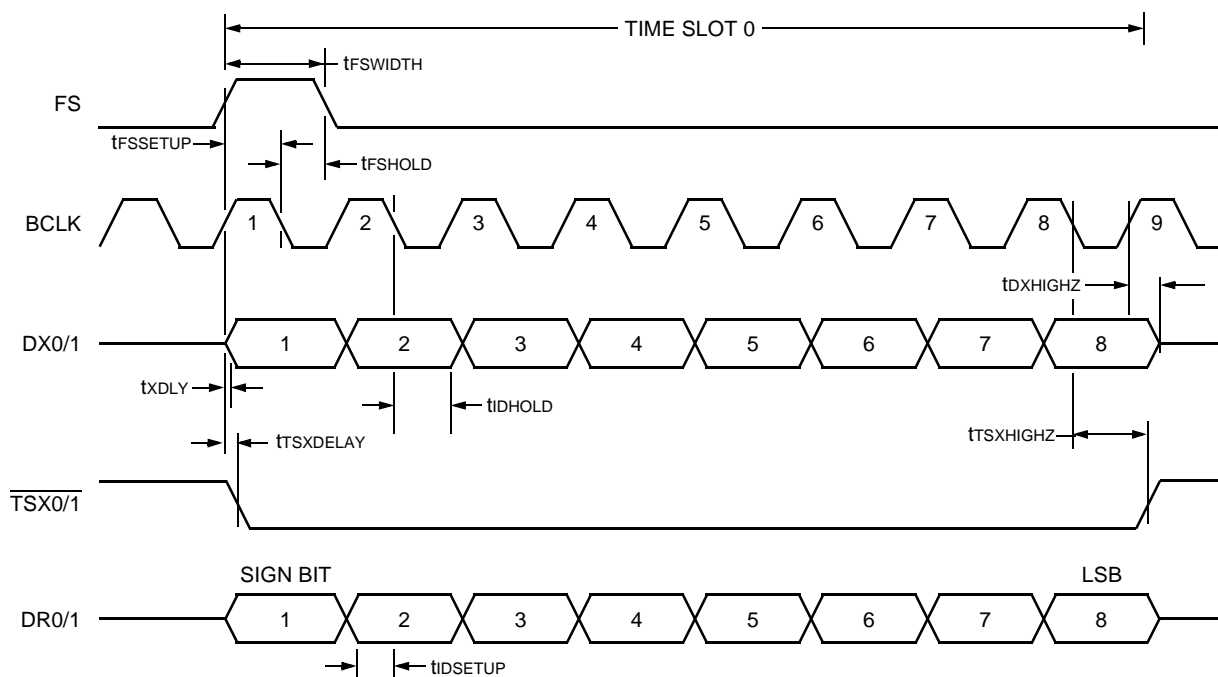 TIME SLOT 0
tFSWIDTH
FS
tFSSETUP
tFSHOLD
BCLK 1 2 3 4 5 6 7 8 9
tDXHIGHZ
DX0/1 1 2 3 4 5 6 7 8
tXDLY
tIDHOLD
tTSXDELAY
tTSXHIGHZ
TSX0/1
SIGN BIT LSB
DR0/1 1 2 3 4 5 6 7 8
tIDSETUP